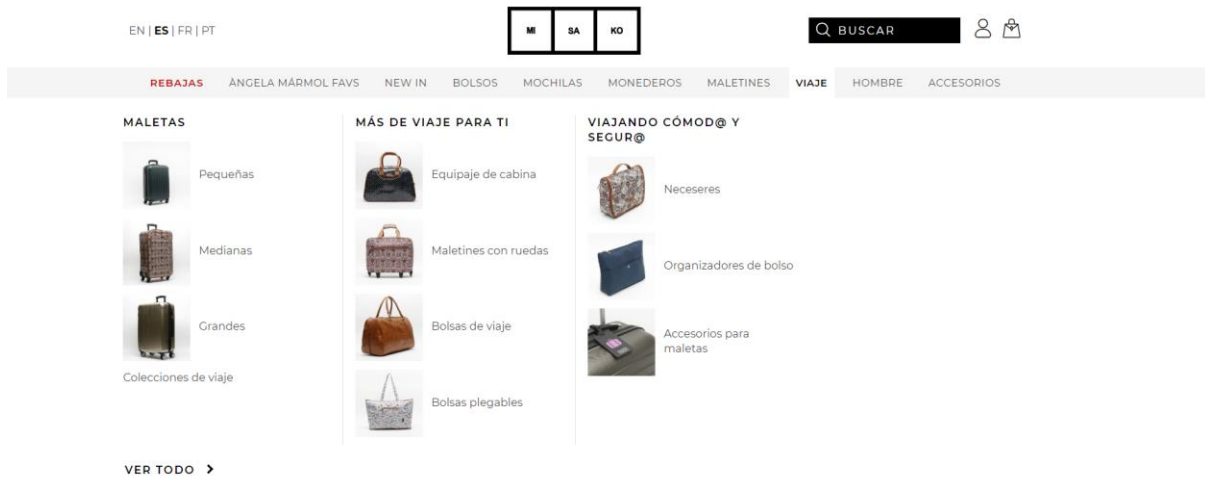 EN | ES | FR | PT
MI SA KO
BUSCAR
REBAJAS ÀNGELA MÁRMOL FAVS NEW IN BOLSOS MOCHILAS MONEDEROS MALETINES VIAJE HOMBRE ACCESORIOS
MALETAS
Pequeñas
Medianas
Grandes
Colecciones de viaje
MÁS DE VIAJE PARA TI
Equipaje de cabina
Maletines con ruedas
Bolsas de viaje
Bolsas plegables
VIAJANDO CÓMOD@ Y
SEGUR@
Neceseres
Organizadores de bolso
Accesorios para
maletas
VER TODO